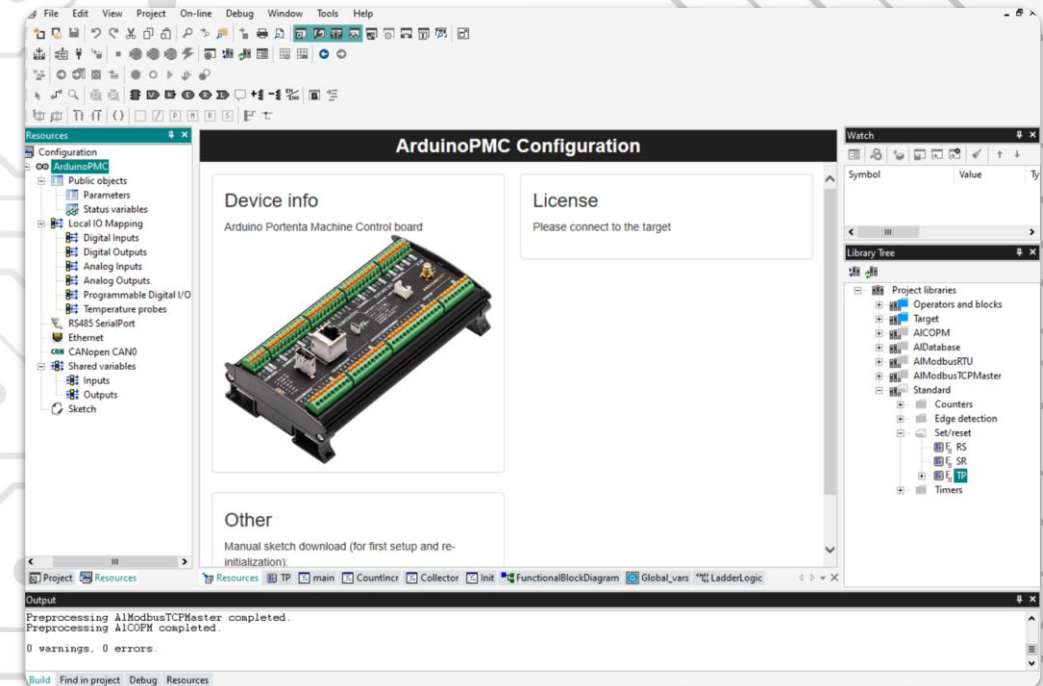 File Edit View Project On-line Debug Window Tools Help
Resources
Configuration
ArduinoPMC
Public objects
Parameters
Status variables
Local IO Mapping
Digital Inputs
Digital Outputs
Analog Inputs
Analog Outputs
Programmable Digital I/O
Temperature probes
RS485 SerialPort
Ethernet
CAN CANopen CAN0
Shared variables
Inputs
Outputs
Sketch
Project Resources
ArduinoPMC Configuration
Device info
Arduino Portenta Machine Control board
License
Please connect to the target
Other
Manual sketch download (for first setup and re-
initialization):
Resources TP main CountIncr Collector Init FunctionalBlockDiagram Global_vars LadderLogic
Watch
Symbol Value Ty
Library Tree
Project libraries
Operators and blocks
Target
AlCOPM
AlDatabase
AlModbusRTU
AlModbusTCPMaster
Standard
Counters
Edge detection
Set/reset
RS
SR
TP
Timers
Output
Preprocessing AlModbusTCPMaster completed.
Preprocessing AlCOPM completed.
0 warnings, 0 errors.
Build Find in project Debug Resources